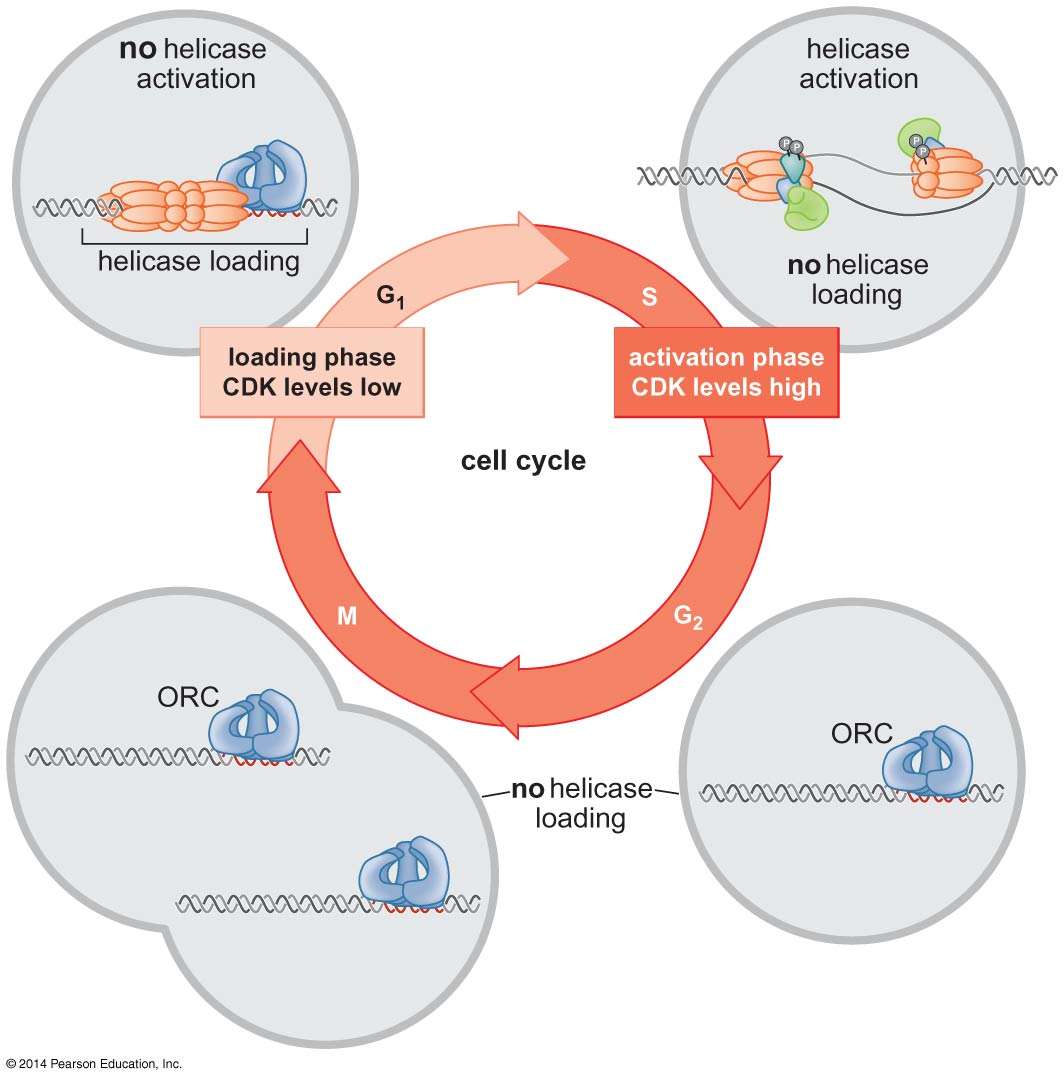 no helicase
activation
helicase loading
helicase
activation
P P
P
P
no helicase
loading
G1
S
loading phase
CDK levels low
activation phase
CDK levels high
cell cycle
M
G2
ORC
ORC
no helicase
loading
© 2014 Pearson Education, Inc.